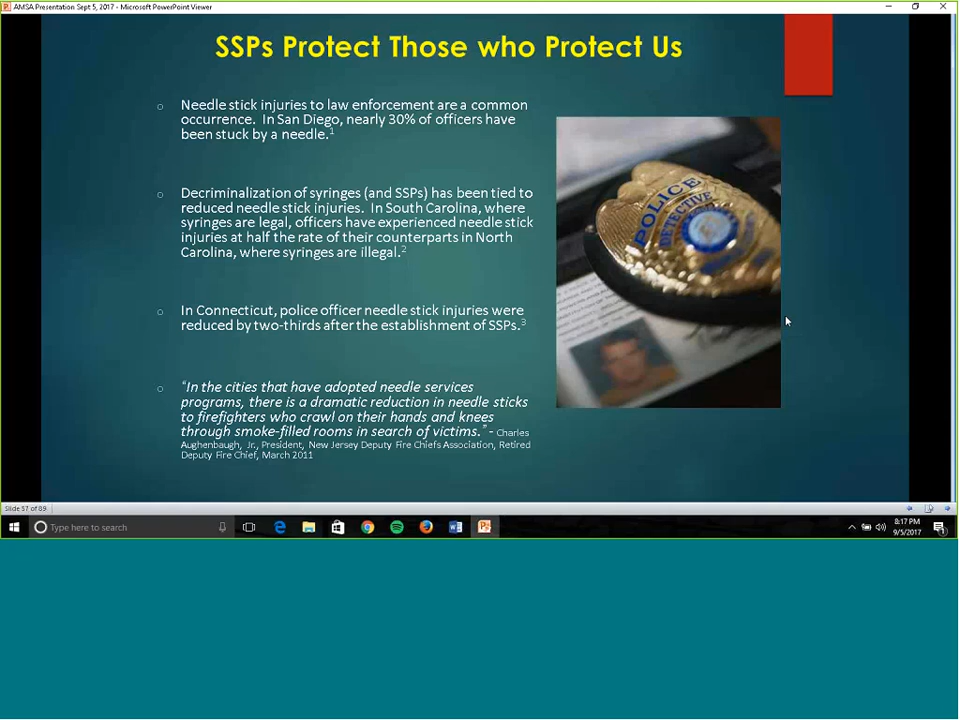 AMSA Presentation Sept 5, 2017 - Microsoft PowerPoint Viewer
SSPs Protect Those who Protect Us
Needle stick injuries to law enforcement are a common
occurrence. In San Diego, nearly 30% of officers have
been stuck by a needle.1
Decriminalization of syringes (and SSPs) has been tied to
reduced needle stick injuries. In South Carolina, where
syringes are legal, officers have experienced needle stick
injuries at half the rate of their counterparts in North
Carolina, where syringes are illegal.2
In Connecticut, police officer needle stick injuries were
reduced by two-thirds after the establishment of SSPs.3
“In the cities that have adopted needle services
programs, there is a dramatic reduction in needle sticks
to firefighters who crawl on their hands and knees
through smoke-filled rooms in search of victims.” - Charles
Aughenbaugh, Jr., President, New Jersey Deputy Fire Chiefs Association, Retired
Deputy Fire Chief, March 2011
POLICE
DETECTIVE
Slide 57 of 89
Type here to search
8:17 PM
9/5/2017